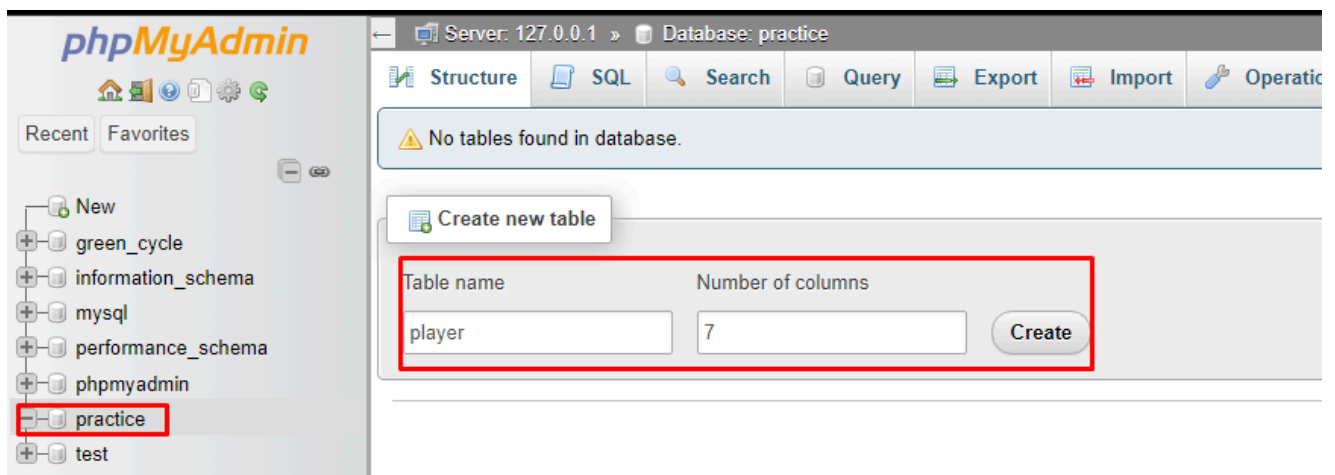 phpMyAdmin
Recent Favorites
New
green_cycle
information_schema
mysql
performance_schema
phpmyadmin
practice
test
Server: 127.0.0.1 » Database: practice
Structure SQL Search Query Export Import Operatio
No tables found in database.
Create new table
Table name Number of columns
player 7 Create